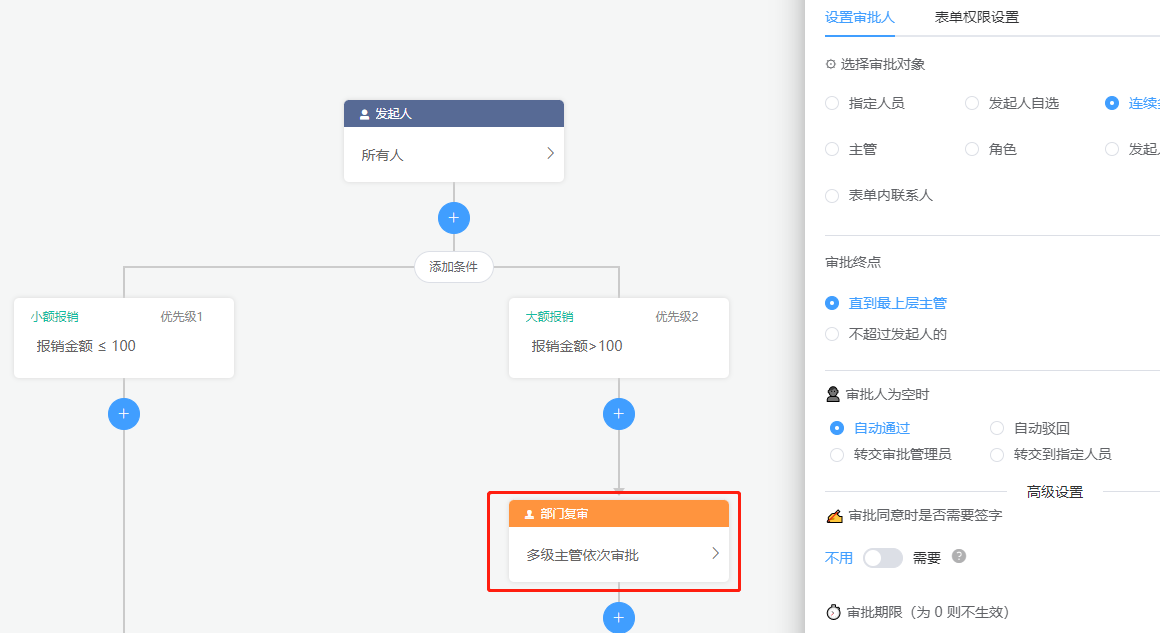 发起人
所有人
添加条件
小额报销 优先级1
报销金额 ≤ 100
大额报销 优先级2
报销金额>100
部门复审
多级主管依次审批
设置审批人 表单权限设置
选择审批对象
指定人员 发起人自选 连续
主管 角色 发起
表单内联系人
审批终点
直到最上层主管
不超过发起人的
审批人为空时
自动通过 自动驳回
转交审批管理员 转交到指定人员
高级设置
审批同意时是否需要签字
不用 需要 ?
审批期限（为 0 则不生效）